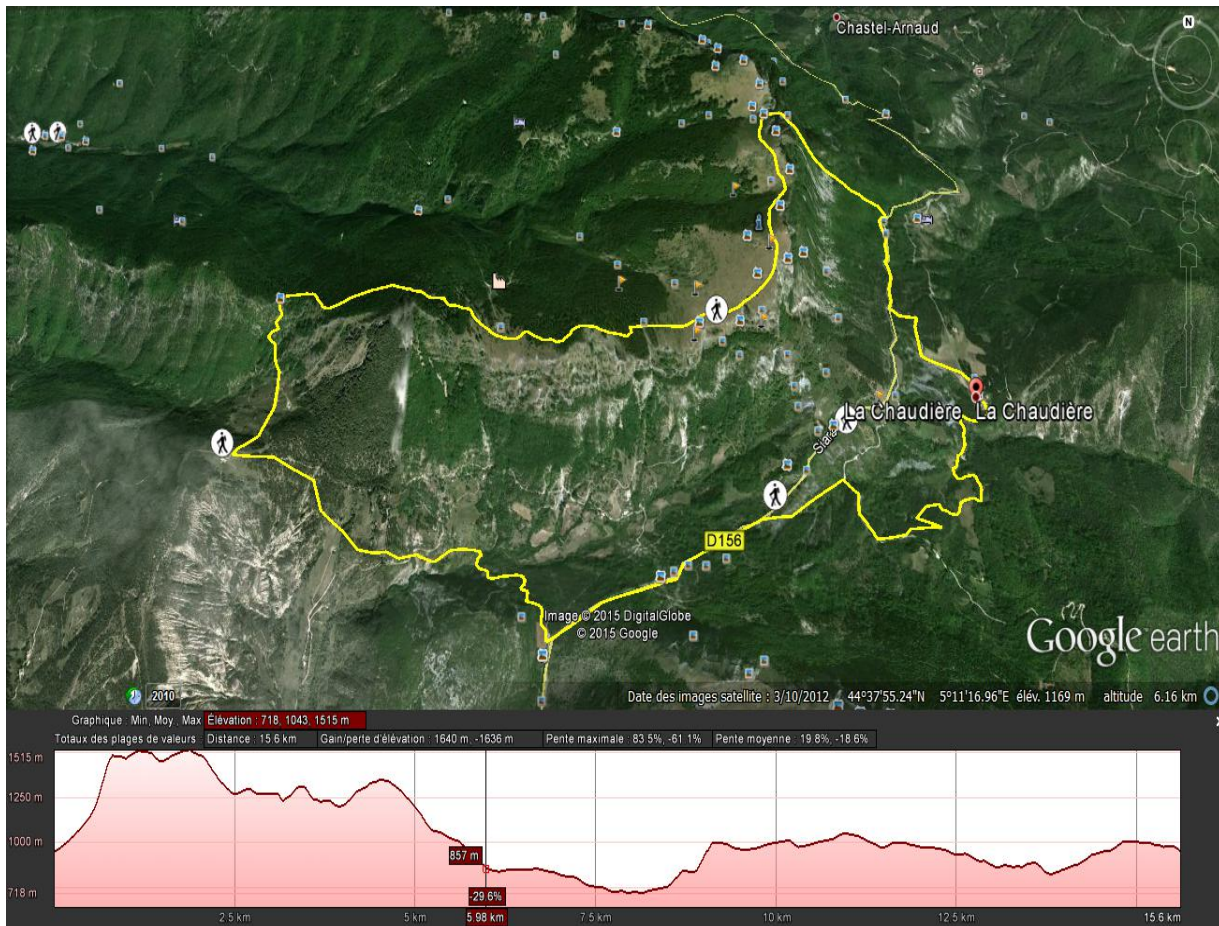 Chastel-Arnaud
N
La Chaudière La Chaudière
D156
Image © 2015 DigitalGlobe
© 2015 Google
Google earth
2010
Date des images satellite : 3/10/2012 44°37'55.24"N 5°11'16.96"E élév. 1169 m altitude 6.16 km
Graphique : Min, Moy., Max Élévation : 718, 1043, 1515 m
Totaux des plages de valeurs : Distance : 15.6 km Gain/perte d'élévation : 1640 m, -1636 m Pente maximale : 83.5%, -61.1% Pente moyenne : 19.8%, -18.6%
1515 m
1250 m
1000 m
857 m
718 m
-29.6%
2.5 km 5 km 5.98 km 7.5 km 10 km 12.5 km 15.6 km